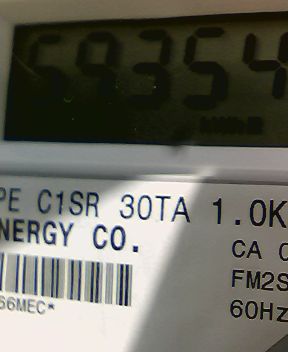 59354
PE C1SR 30TA 1.0K
NERGY CO.
CA
FM2S
60Hz
66MEC*